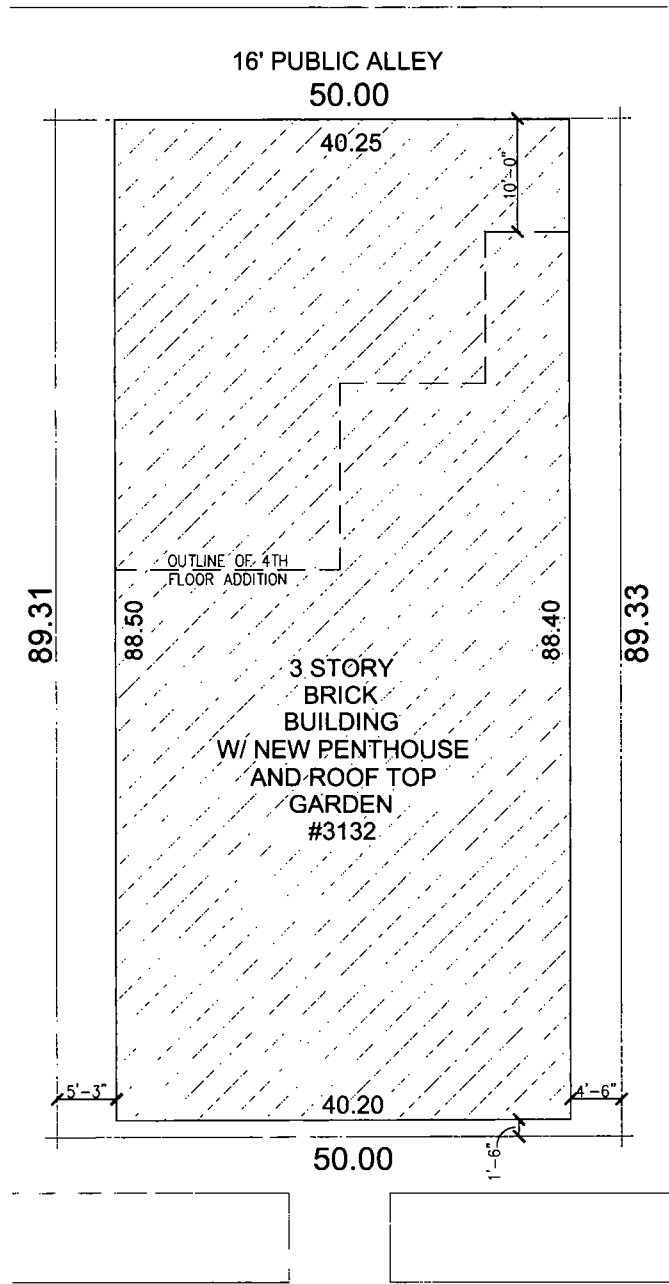 16' PUBLIC ALLEY
50.00
40.25
10'-0"
OUTLINE OF 4TH
FLOOR ADDITION
89.31
88.50
88.40
89.33
3 STORY
BRICK
BUILDING
W/ NEW PENTHOUSE
AND ROOF TOP
GARDEN
#3132
5'-3"
40.20
4'-6"
1'-6"
50.00